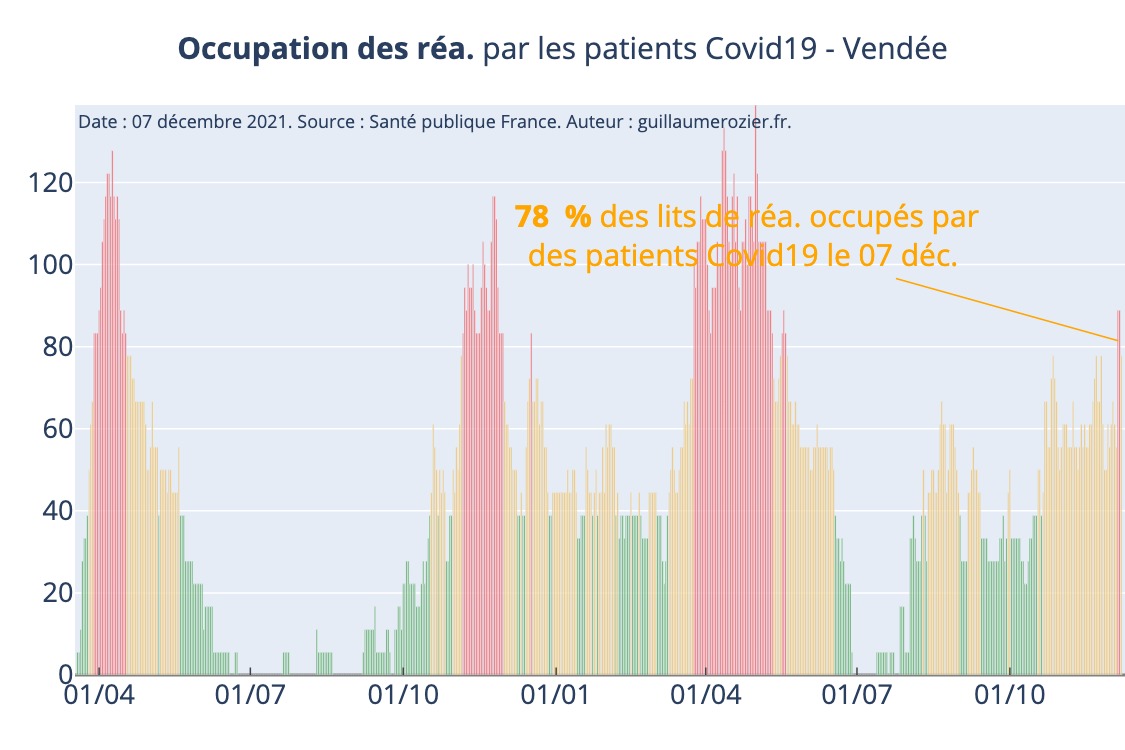 Occupation des réa. par les patients Covid19 - Vendée
Date : 07 décembre 2021. Source : Santé publique France. Auteur : guillaumerozier.fr.
120
78 % des lits de réa. occupés par
des patients Covid19 le 07 déc.
100
80
60
40
20
0
01/04 01/07 01/10 01/01 01/04 01/07 01/10